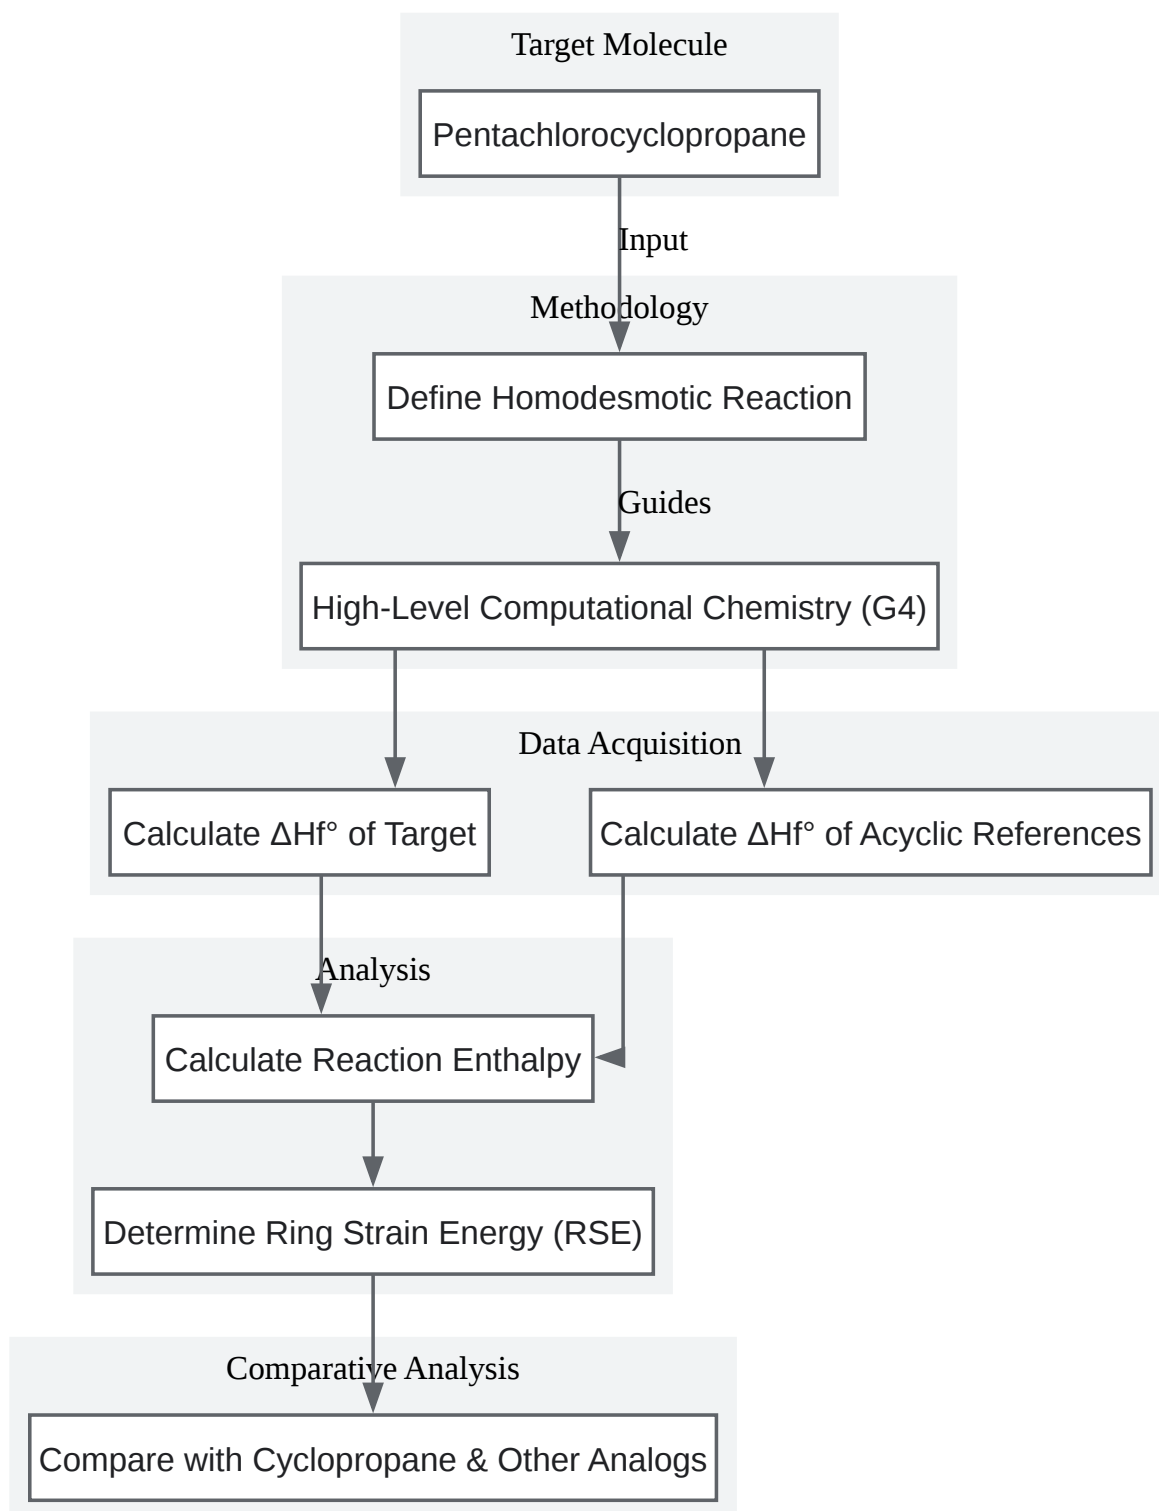 Target Molecule
Pentachlorocyclopropane
Input
Methodology
Define Homodesmotic Reaction
Guides
High-Level Computational Chemistry (G4)
Data Acquisition
Calculate ΔHf° of Target
Calculate ΔHf° of Acyclic References
Analysis
Calculate Reaction Enthalpy
Determine Ring Strain Energy (RSE)
Comparative Analysis
Compare with Cyclopropane & Other Analogs